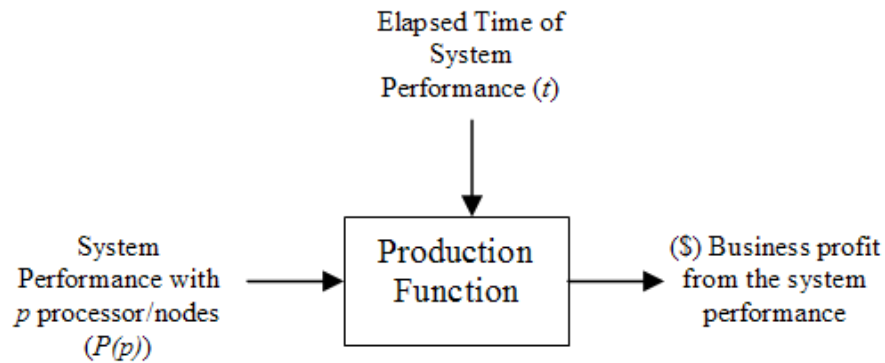 Elapsed Time of
System
Performance (t)
System
Performance with
p processor/nodes
(P(p))
Production
Function
($) Business profit
from the system
performance